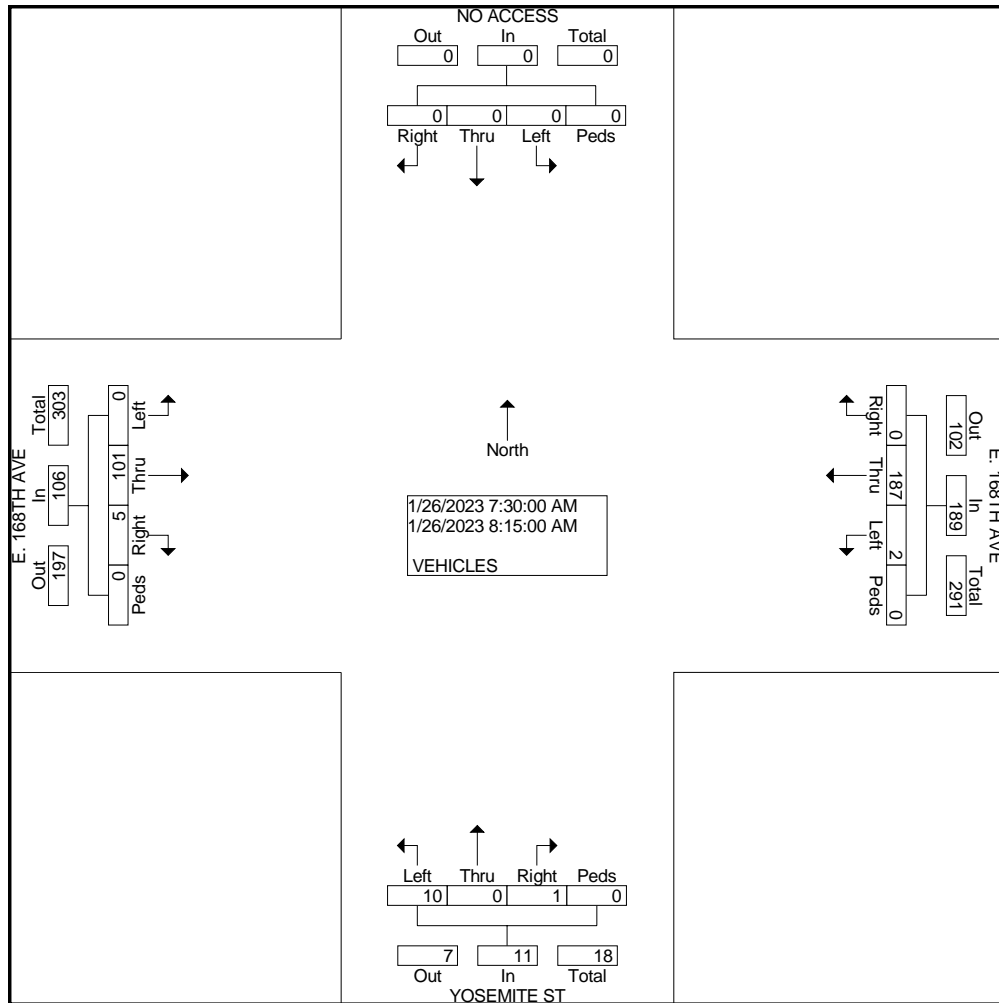 NO ACCESS
Out In Total
0 0 0
0 0 0 0
Right Thru Left Peds
E. 168TH AVE
Total In Out
303 106 197
0 101 5 0
Left Thru Right Peds
North
1/26/2023 7:30:00 AM
1/26/2023 8:15:00 AM
VEHICLES
Right Thru Left Peds
0 187 2 0
Out In Total
102 189 291
E. 168TH AVE
Left Thru Right Peds
10 0 1 0
7 11 18
Out In Total
YOSEMITE ST